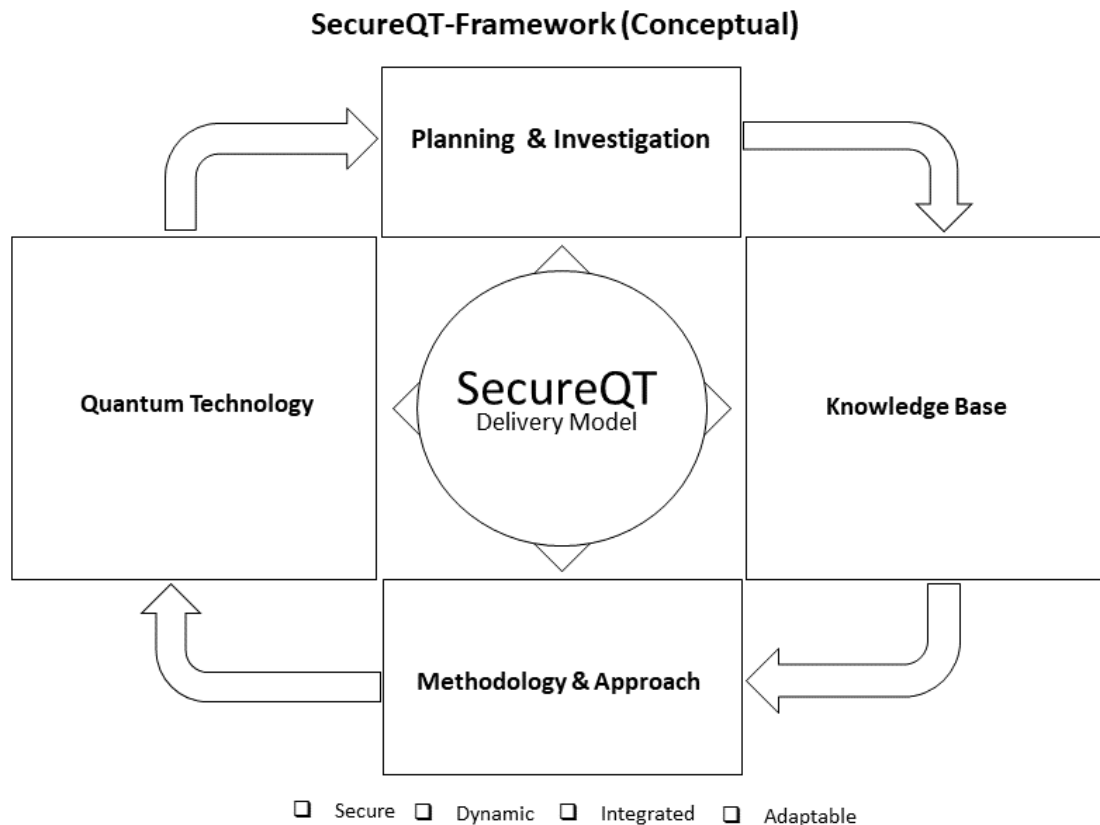 SecureQT-Framework (Conceptual)
Planning & Investigation
Quantum Technology
SecureQT
Delivery Model
Knowledge Base
Methodology & Approach
❑ Secure ❑ Dynamic ❑ Integrated ❑ Adaptable